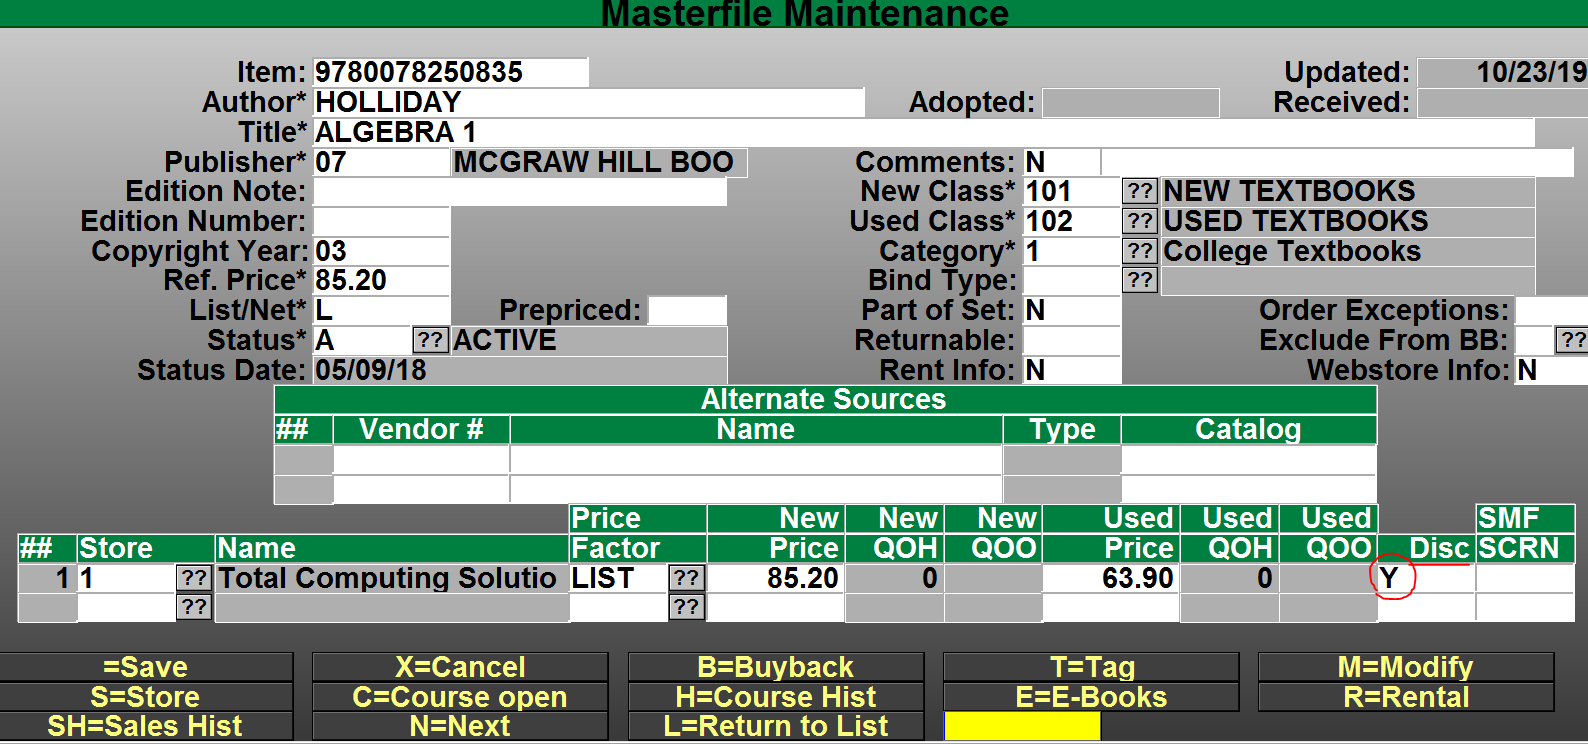 Masterfile Maintenance
Item: 9780078250835 Updated: 10/23/19
Author* HOLLIDAY Adopted: Received:
Title* ALGEBRA 1
Publisher* 07 MCGRAW HILL BOO Comments: N
Edition Note: New Class* 101 ?? NEW TEXTBOOKS
Edition Number: Used Class* 102 ?? USED TEXTBOOKS
Copyright Year: 03 Category* 1 ?? College Textbooks
Ref. Price* 85.20 Bind Type: ??
List/Net* L Prepriced: Part of Set: N Order Exceptions:
Status* A ?? ACTIVE Returnable: Exclude From BB: ??
Status Date: 05/09/18 Rent Info: N Webstore Info: N
Alternate Sources
## Vendor # Name Type Catalog
Price New New New Used Used Used SMF
## Store Name Factor Price QOH QOO Price QOH QOO Disc SCRN
1 1 ?? Total Computing Solutio LIST ?? 85.20 0 63.90 0 Y
?? ??
=Save X=Cancel B=Buyback T=Tag M=Modify
S=Store C=Course open H=Course Hist E=E-Books R=Rental
SH=Sales Hist N=Next L=Return to List